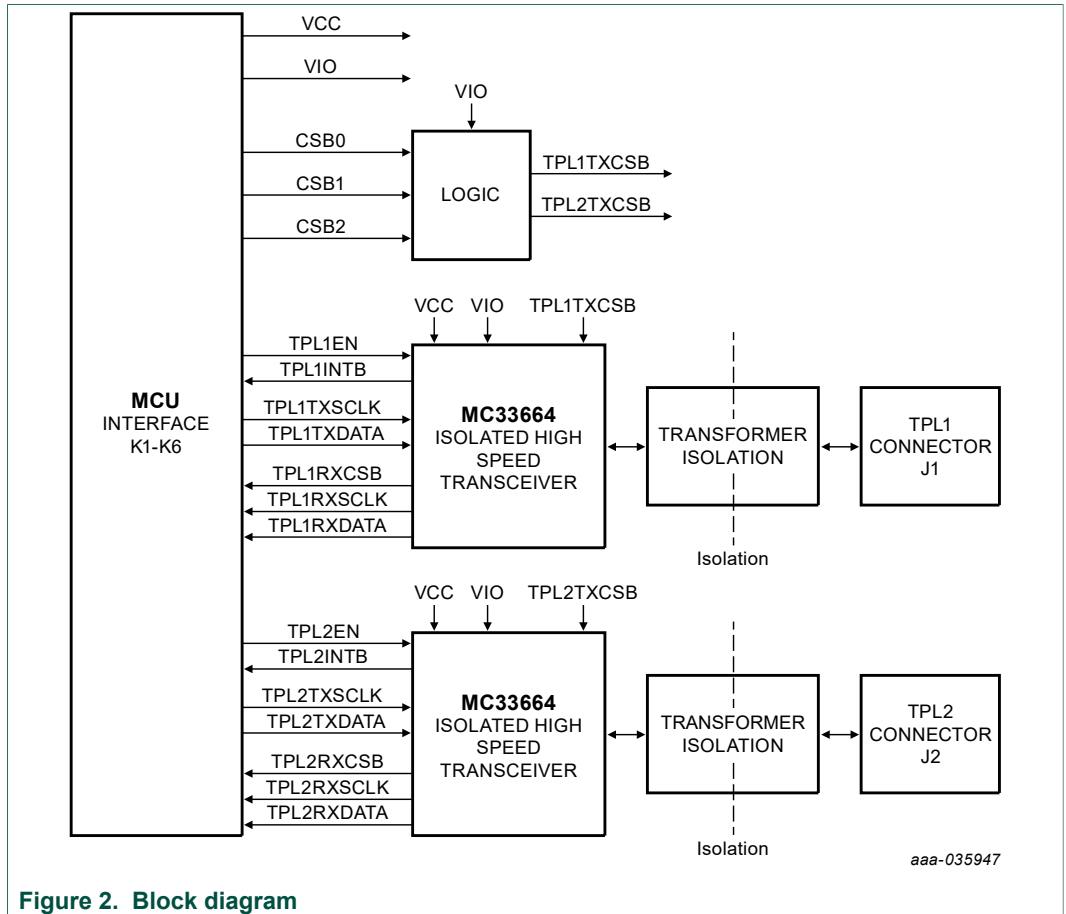 VCC
VIO
VIO
CSB0
CSB1
CSB2
LOGIC
TPL1TXCSB
TPL2TXCSB
MCU
INTERFACE
K1-K6
VCC
VIO
TPL1TXCSB
TPL1EN
TPL1INTB
TPL1TXSCLK
TPL1TXDATA
TPL1RXCSB
TPL1RXSCLK
TPL1RXDATA
MC33664
ISOLATED HIGH
SPEED
TRANSCEIVER
TRANSFORMER
ISOLATION
Isolation
TPL1
CONNECTOR
J1
VCC
VIO
TPL2TXCSB
TPL2EN
TPL2INTB
TPL2TXSCLK
TPL2TXDATA
TPL2RXCSB
TPL2RXSCLK
TPL2RXDATA
MC33664
ISOLATED HIGH
SPEED
TRANSCEIVER
TRANSFORMER
ISOLATION
Isolation
TPL2
CONNECTOR
J2
aaa-035947
Figure 2. Block diagram